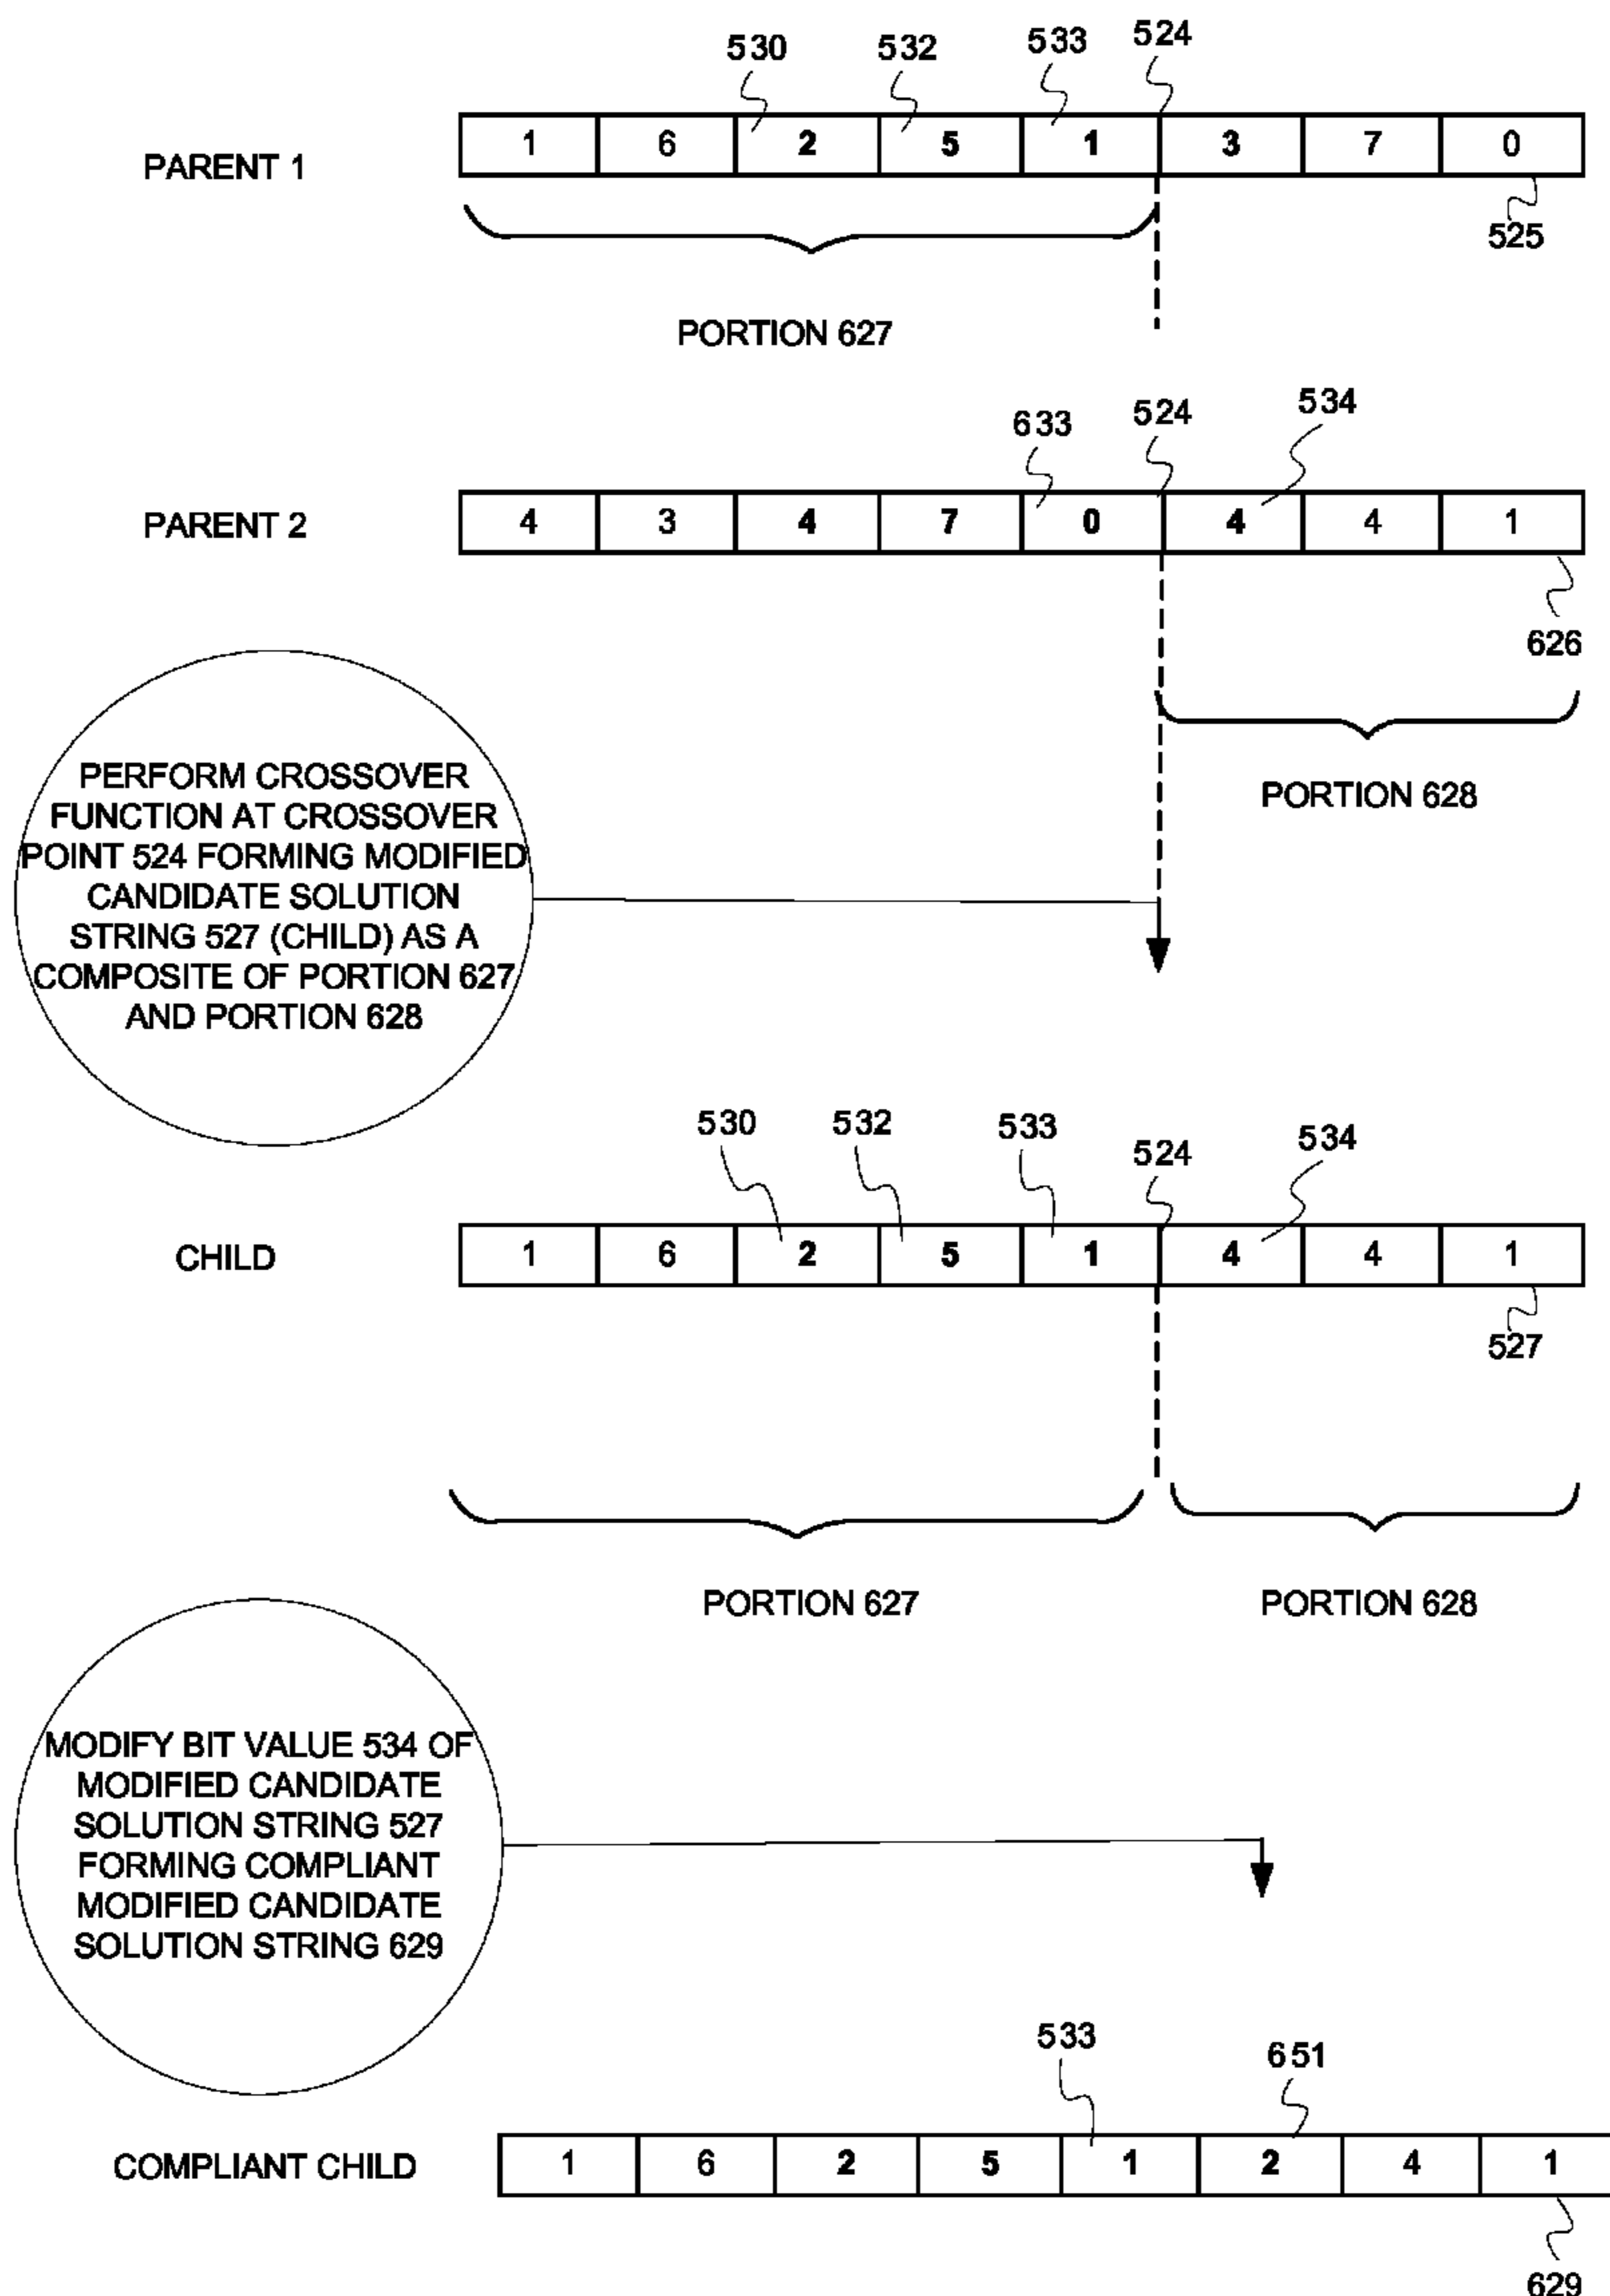 530 532 533 524
PARENT 1 1 6 2 5 1 3 7 0
525
PORTION 627
633 524 534
PARENT 2 4 3 4 7 0 4 4 1
626
PORTION 628
PERFORM CROSSOVER
FUNCTION AT CROSSOVER
POINT 524 FORMING MODIFIED
CANDIDATE SOLUTION
STRING 527 (CHILD) AS A
COMPOSITE OF PORTION 627
AND PORTION 628
530 532 533 524 534
CHILD 1 6 2 5 1 4 4 1
527
PORTION 627 PORTION 628
MODIFY BIT VALUE 534 OF
MODIFIED CANDIDATE
SOLUTION STRING 527
FORMING COMPLIANT
MODIFIED CANDIDATE
SOLUTION STRING 629
533 651
COMPLIANT CHILD 1 6 2 5 1 2 4 1
629